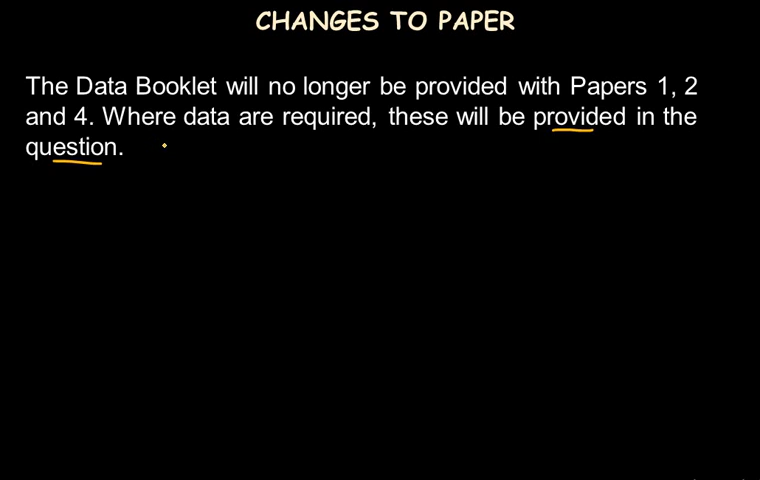 CHANGES TO PAPER
The Data Booklet will no longer be provided with Papers 1, 2
and 4. Where data are required, these will be provided in the
question.